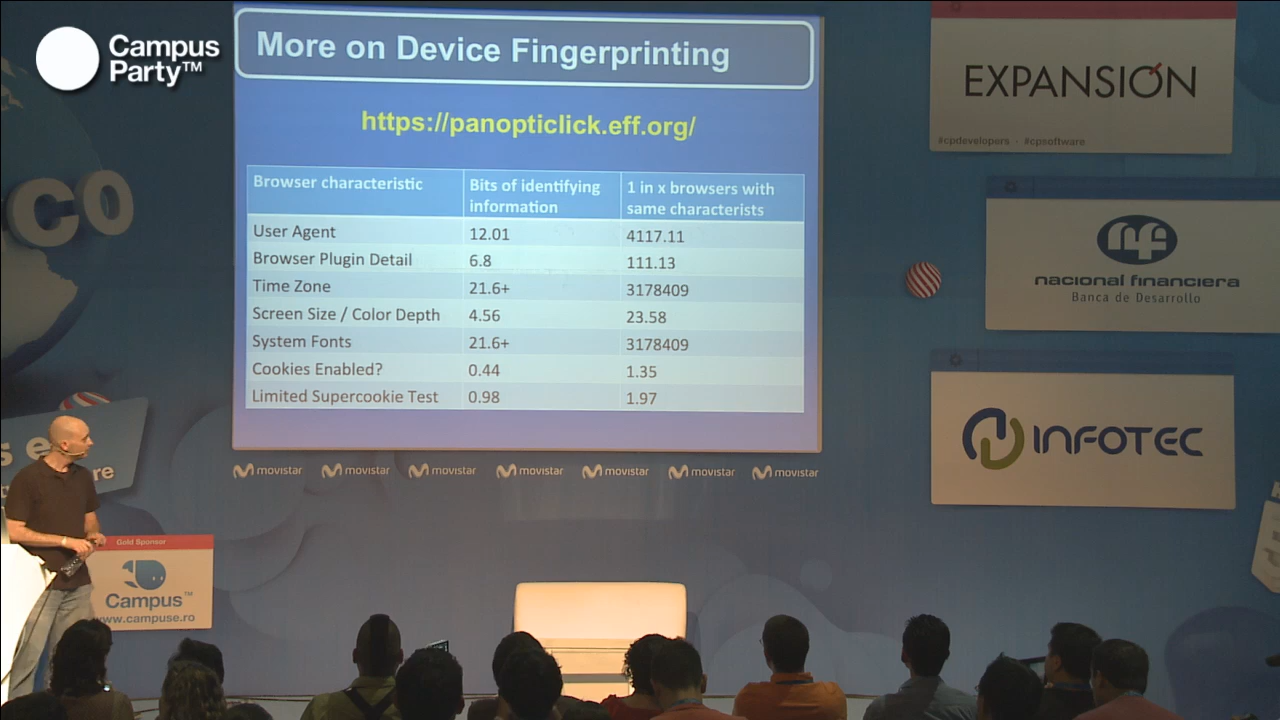 Campus
Party™
More on Device Fingerprinting
https://panopticlick.eff.org/
Browser characteristic
Bits of identifying
information
1 in x browsers with
same characterists
User Agent 12.01 4117.11
Browser Plugin Detail 6.8 111.13
Time Zone 21.6+ 3178409
Screen Size / Color Depth 4.56 23.58
System Fonts 21.6+ 3178409
Cookies Enabled? 0.44 1.35
Limited Supercookie Test 0.98 1.97
movistar movistar movistar movistar movistar movistar movistar
EXPANSIÓN
#cpdevelopers - #cpsoftware
nacional financiera
Banca de Desarrollo
INFOTEC
co
Gold Sponsor
Campus™
www.campuse.ro